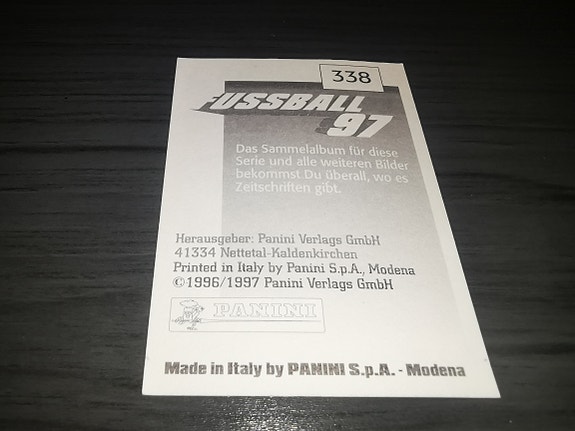 338
FUSSBALL
97
Das Sammelalbum für diese
Serie und alle weiteren Bilder
bekommst Du überall, wo es
Zeitschriften gibt.
Herausgeber: Panini Verlags GmbH
41334 Nettetal-Kaldenkirchen
Printed in Italy by Panini S.p.A., Modena
©1996/1997 Panini Verlags GmbH
PANINI
Made in Italy by PANINI S.p.A. - Modena